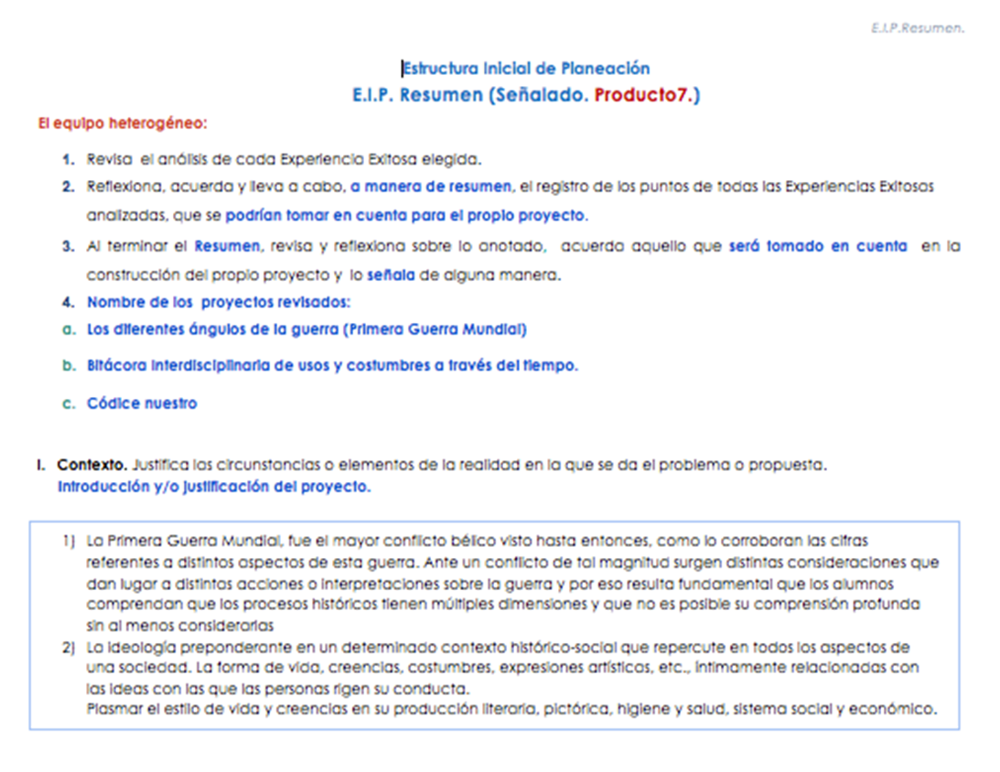 E.I.P.Resumen.
Estructura Inicial de Planeación
E.I.P. Resumen (Señalado. Producto7.)
El equipo heterogéneo:
1. Revisa el análisis de cada Experiencia Exitosa elegida.
2. Reflexiona, acuerda y lleva a cabo, a manera de resumen, el registro de los puntos de todas las Experiencias Exitosas
analizadas, que se podrían tomar en cuenta para el propio proyecto.
3. Al terminar el Resumen, revisa y reflexiona sobre lo anotado, acuerda aquello que será tomado en cuenta en la
construcción del propio proyecto y lo señala de alguna manera.
4. Nombre de los proyectos revisados:
a. Los diferentes ángulos de la guerra (Primera Guerra Mundial)
b. Bitácora interdisciplinaria de usos y costumbres a través del tiempo.
c. Códice nuestro
I. Contexto. Justifica las circunstancias o elementos de la realidad en la que se da el problema o propuesta.
Introducción y/o justificación del proyecto.
1) La Primera Guerra Mundial, fue el mayor conflicto bélico visto hasta entonces, como lo corroboran las cifras
referentes a distintos aspectos de esta guerra. Ante un conflicto de tal magnitud surgen distintas consideraciones que
dan lugar a distintas acciones o interpretaciones sobre la guerra y por eso resulta fundamental que los alumnos
comprendan que los procesos históricos tienen múltiples dimensiones y que no es posible su comprensión profunda
sin al menos considerarlas
2) La ideología preponderante en un determinado contexto histórico-social que repercute en todos los aspectos de
una sociedad. La forma de vida, creencias, costumbres, expresiones artísticas, etc., íntimamente relacionadas con
las ideas con las que las personas rigen su conducta.
Plasmar el estilo de vida y creencias en su producción literaria, pictórica, higiene y salud, sistema social y económico.